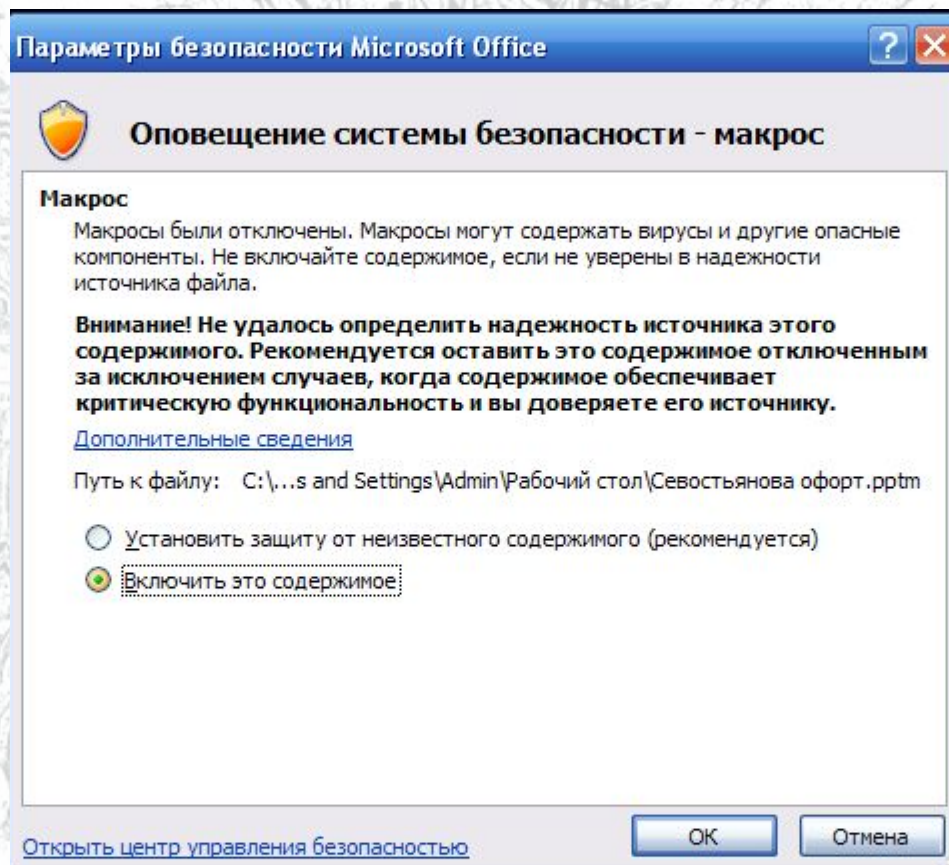 Параметры безопасности Microsoft Office
Оповещение системы безопасности - макрос
Макрос
Макросы были отключены. Макросы могут содержать вирусы и другие опасные
компоненты. Не включайте содержимое, если не уверены в надежности
источника файла.
Внимание! Не удалось определить надежность источника этого
содержимого. Рекомендуется оставить это содержимое отключенным
за исключением случаев, когда содержимое обеспечивает
критическую функциональность и вы доверяете его источнику.
Дополнительные сведения
Путь к файлу: C:\...s and Settings\Admin\Рабочий стол\Севостьянова офорт.pptm
Установить защиту от неизвестного содержимого (рекомендуется)
Включить это содержимое
Открыть центр управления безопасностью
ОК
Отмена